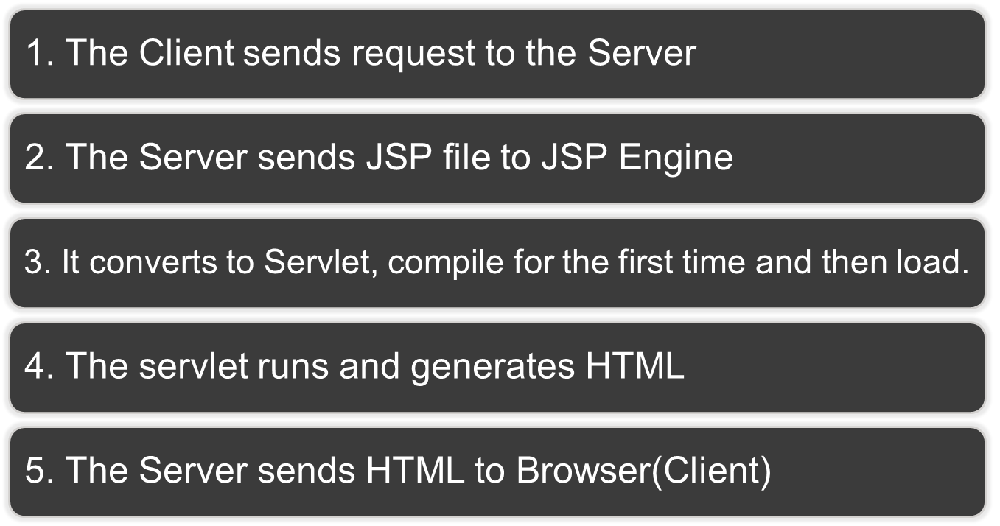 1. The Client sends request to the Server
2. The Server sends JSP file to JSP Engine
3. It converts to Servlet, compile for the first time and then load.
4. The servlet runs and generates HTML
5. The Server sends HTML to Browser(Client)